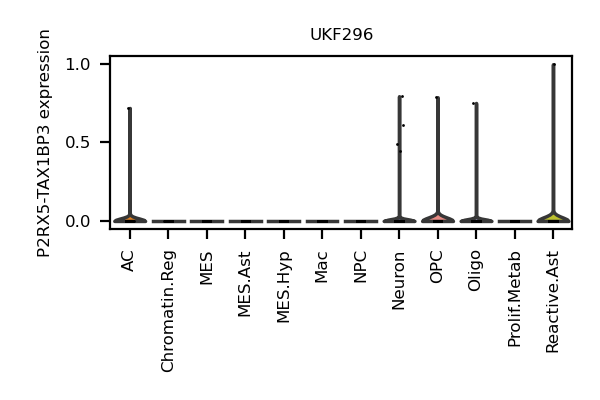 UKF296
P2RX5-TAX1BP3 expression
1.0
0.5
0.0
AC
Chromatin.Reg
MES
MES.Ast
MES.Hyp
Mac
NPC
Neuron
OPC
Oligo
Prolif.Metab
Reactive.Ast